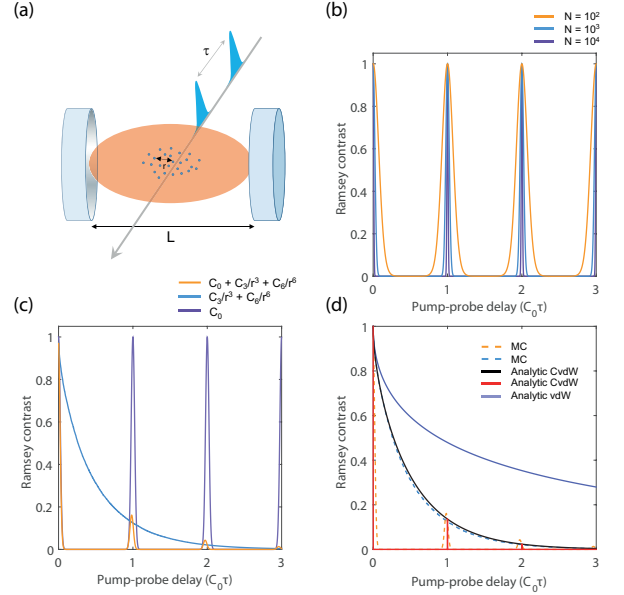 (a)
τ
r
L
(b)
N = 10²
N = 10³
N = 10⁴
1
0.8
0.6
0.4
0.2
0
Ramsey contrast
0
1
2
3
Pump-probe delay (C₀τ)
(c)
C₀ + C₃/r³ + C₆/r⁶
C₃/r³ + C₆/r⁶
C₀
1
0.8
0.6
0.4
0.2
0
Ramsey contrast
0
1
2
3
Pump-probe delay (C₀τ)
(d)
MC
MC
Analytic CvdW
Analytic CvdW
Analytic vdW
1
0.8
0.6
0.4
0.2
0
Ramsey contrast
0
1
2
3
Pump-probe delay (C₀τ)